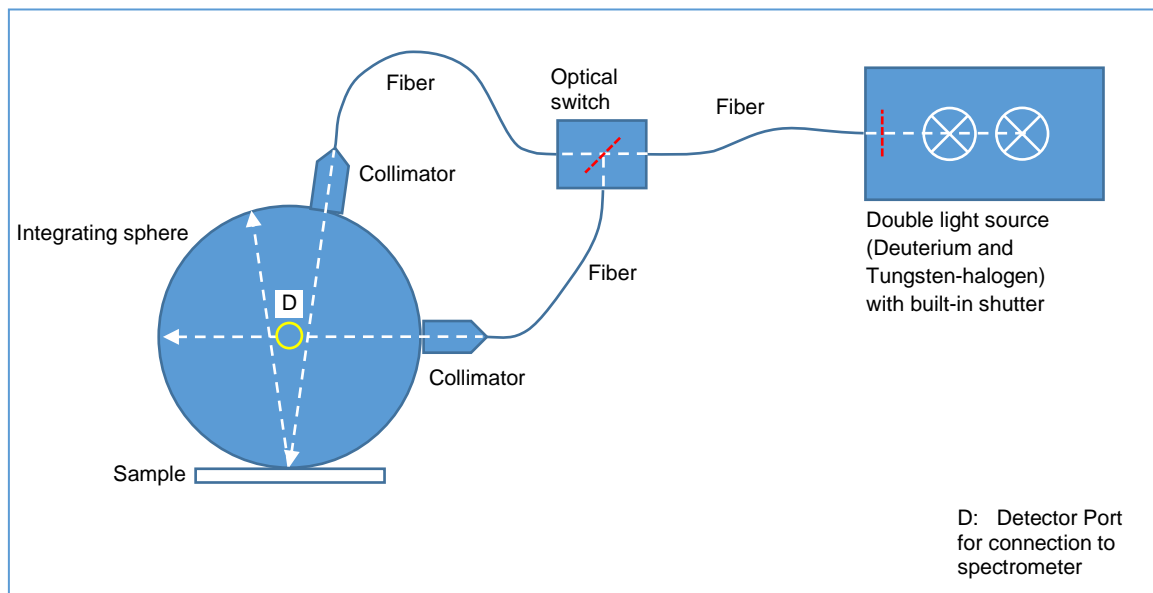 Fiber
Optical
switch
Fiber
Collimator
Integrating sphere
Double light source
(Deuterium and
Tungsten-halogen)
with built-in shutter
Fiber
D
Collimator
Sample
D: Detector Port
for connection to
spectrometer